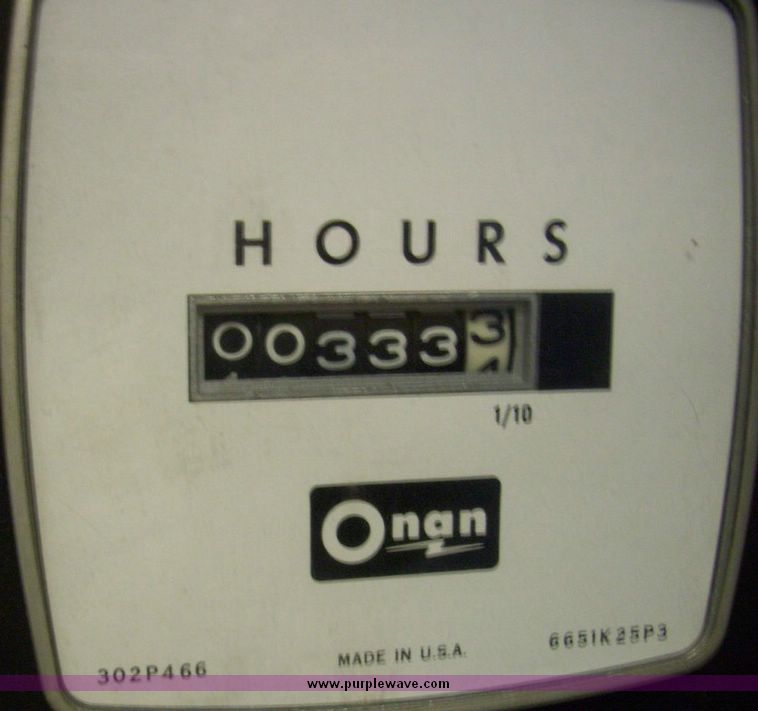 HOURS
003333
1/10
Onan
302P466 MADE IN U.S.A. 6651K25P3
www.purplewave.com